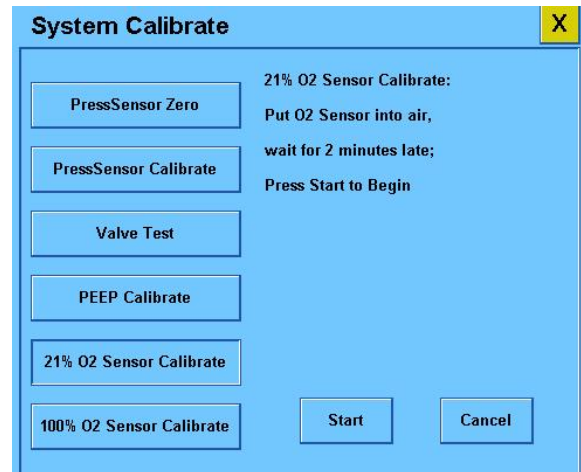 System Calibrate
X
PressSensor Zero
PressSensor Calibrate
Valve Test
PEEP Calibrate
21% O2 Sensor Calibrate
100% O2 Sensor Calibrate
21% O2 Sensor Calibrate:
Put O2 Sensor into air,
wait for 2 minutes late;
Press Start to Begin
Start
Cancel